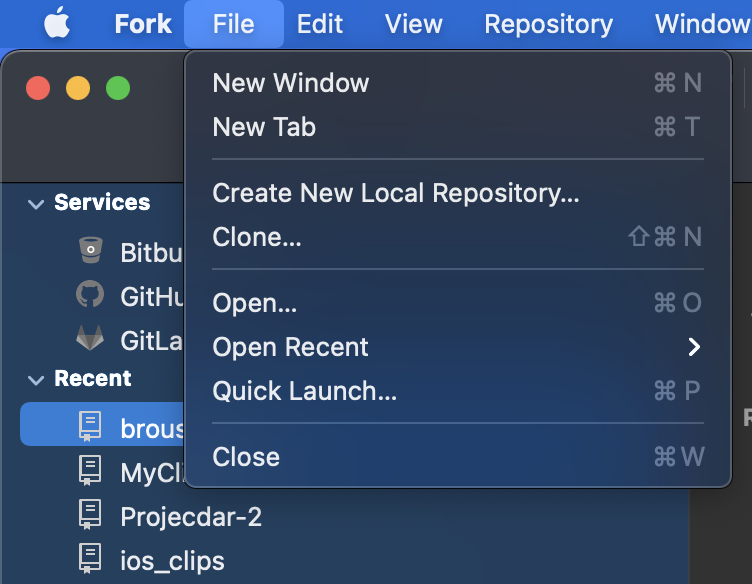 Fork File Edit View Repository Window
New Window ⌘ N
New Tab ⌘ T
Create New Local Repository...
Clone... ⇧ ⌘ N
Open... ⌘ O
Open Recent
Quick Launch... ⌘ P
Close ⌘ W
Services
Bitbu
GitHu
GitLa
Recent
brous
MyCli
Projecdar-2
ios_clips